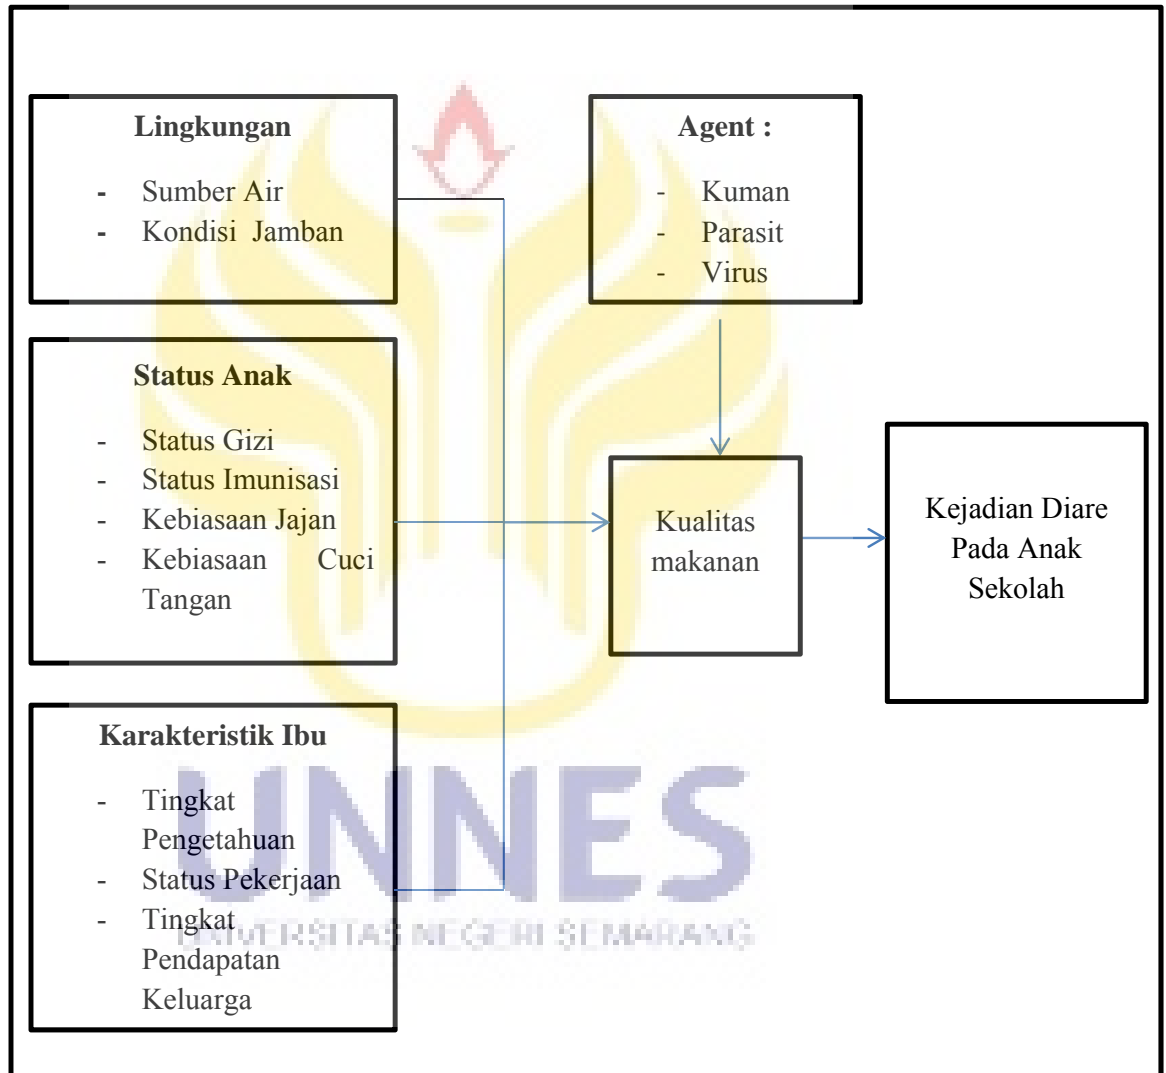 Lingkungan
- Sumber Air
- Kondisi Jamban
Agent :
- Kuman
- Parasit
- Virus
Status Anak
- Status Gizi
- Status Imunisasi
- Kebiasaan Jajan
- Kebiasaan Cuci
Tangan
Kualitas
makanan
Kejadian Diare
Pada Anak
Sekolah
Karakteristik Ibu
- Tingkat
Pengetahuan
- Status Pekerjaan
- Tingkat
Pendapatan
Keluarga
UNNES
UNIVERSITAS NEGERI SEMARANG